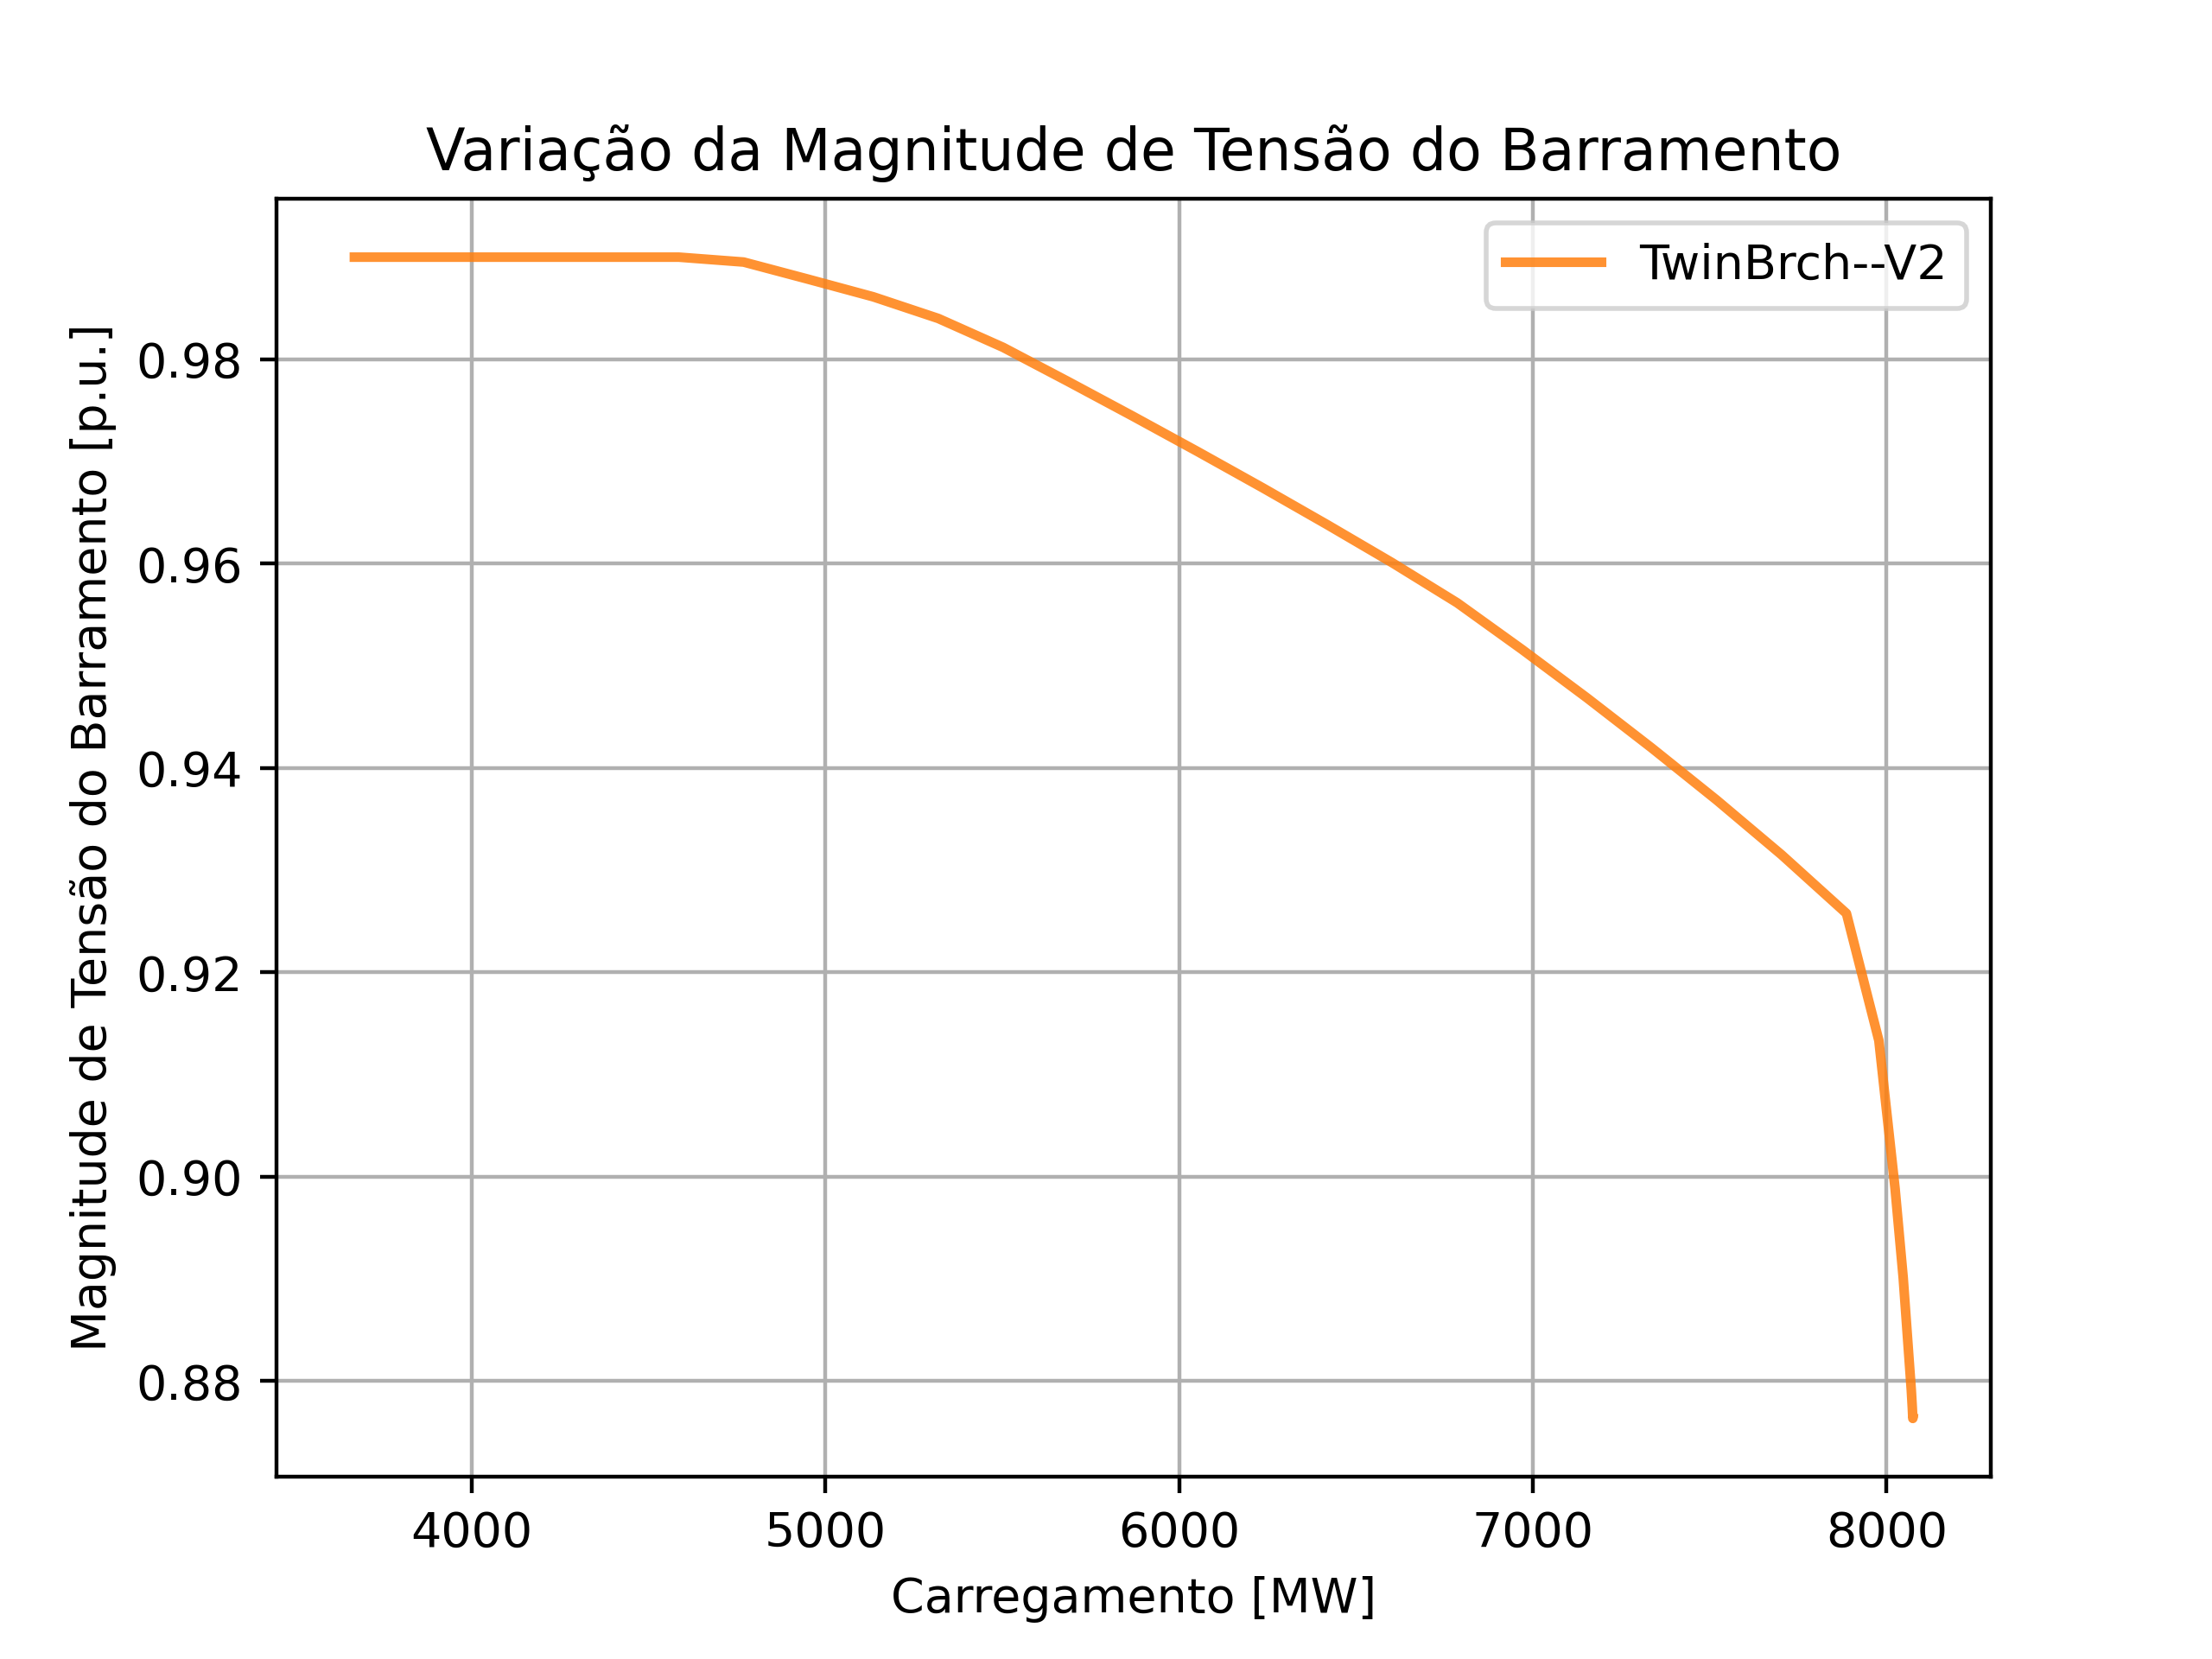 Variação da Magnitude de Tensão do Barramento
TwinBrch--V2
Magnitude de Tensão do Barramento [p.u.]
0.98
0.96
0.94
0.92
0.90
0.88
4000 5000 6000 7000 8000
Carregamento [MW]